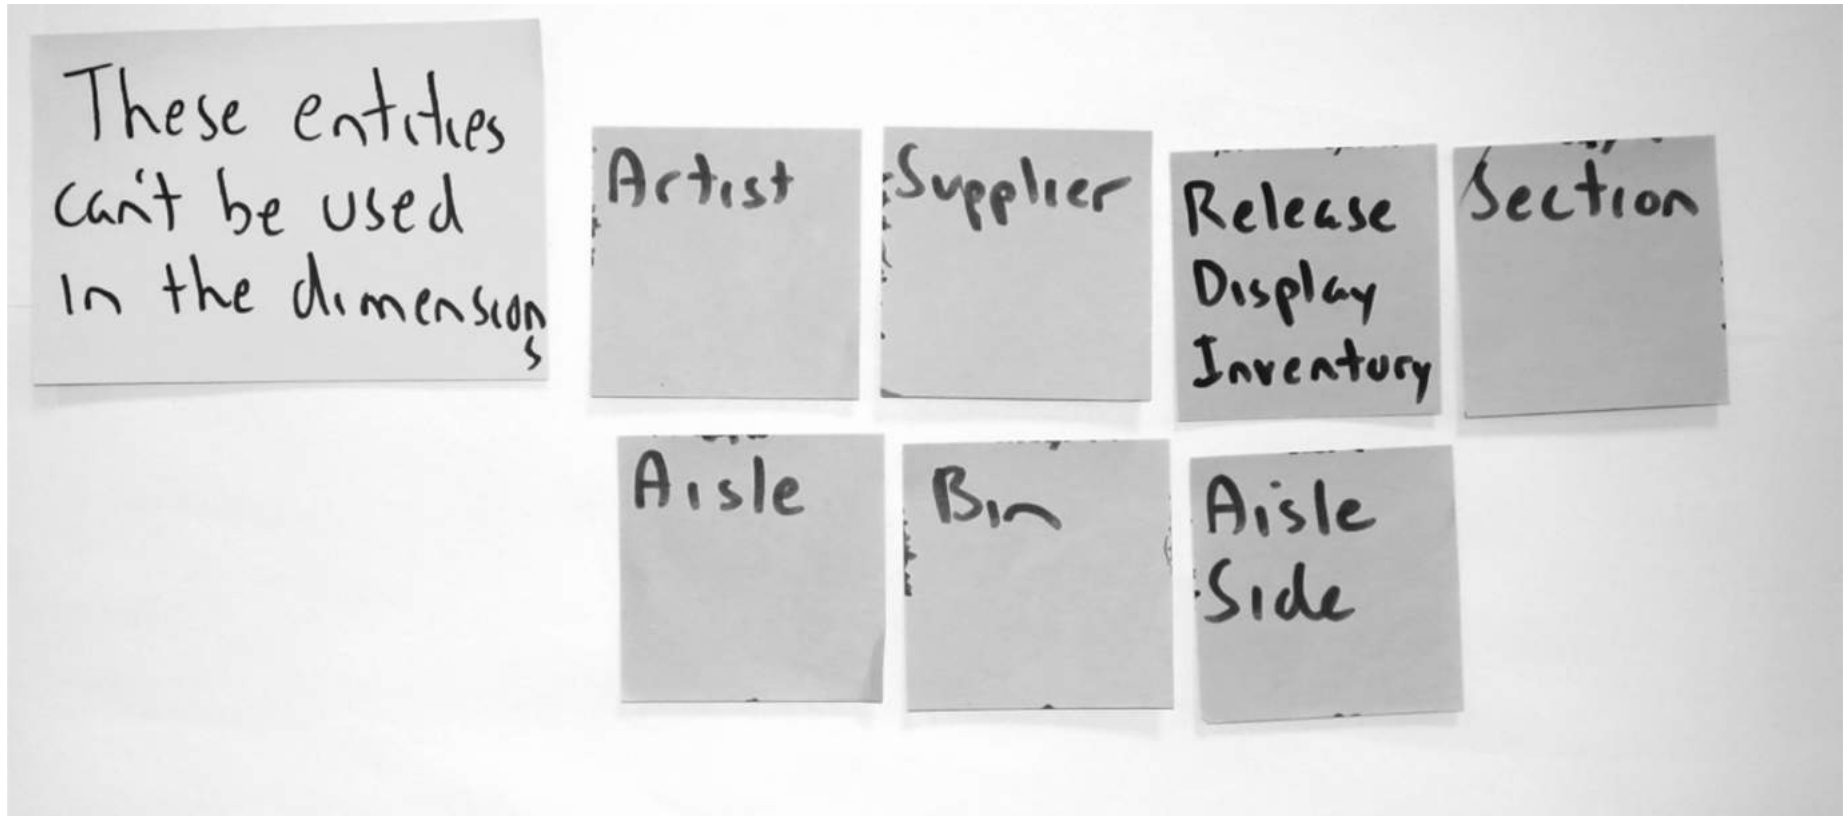 These entities
can't be used
in the dimensions
Artist
Supplier
Release
Display
Inventory
Section
Aisle
Bin
Aisle
Side